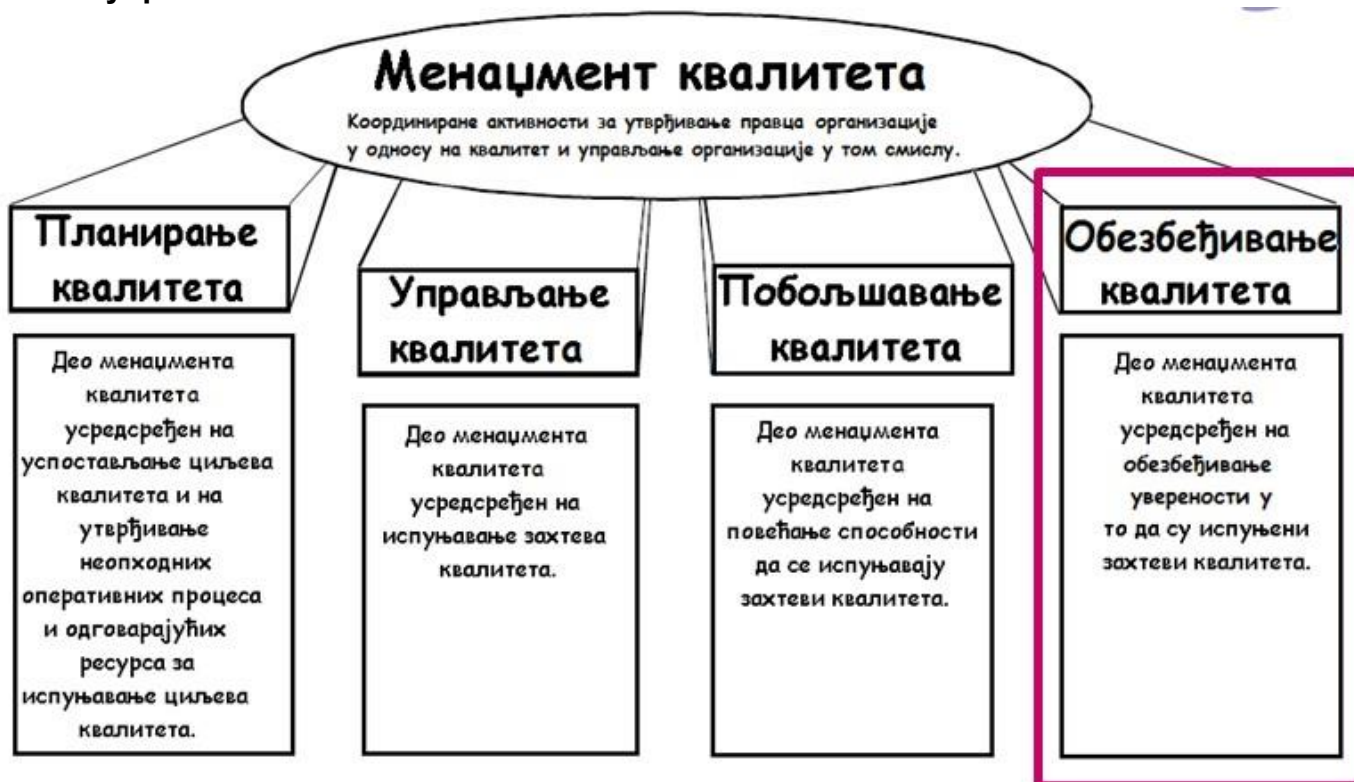 Менаџмент квалитета
Координиране активности за утврђивање правца организације
у односу на квалитет и управљање организације у том смислу.
Планирање
квалитета
Део менаџмента
квалитета
усредсређен на
успостављање циљева
квалитета и на
утврђивање
неопходних
оперативних процеса
и одговарајућих
ресурса за
испуњавање циљева
квалитета.
Управљање
квалитета
Део менаџмента
квалитета
усредсређен на
испуњавање захтева
квалитета.
Побољшавање
квалитета
Део менаџмента
квалитета
усредсређен на
повећање способности
да се испуњавају
захтеви квалитета.
Обезбеђивање
квалитета
Део менаџмента
квалитета
усредсређен на
обезбеђивање
уверености у
то да су испуњени
захтеви квалитета.